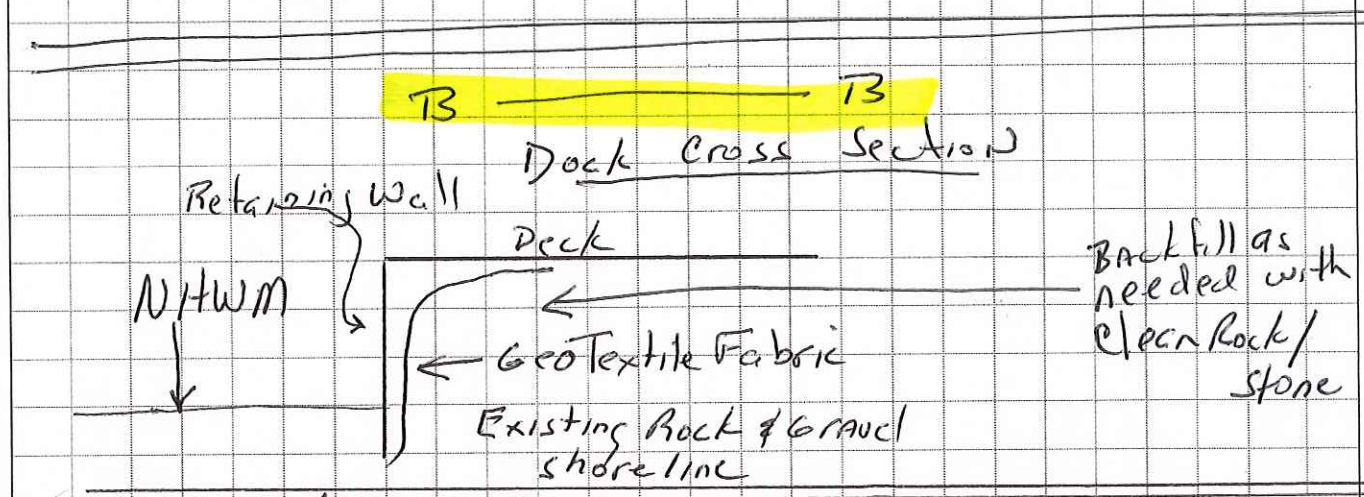 B B
Dock Cross Section
Retaining Wall
Deck
NHWM
Backfill as
needed with
Clean Rock/
Stone
GeoTextile Fabric
Existing Rock & Gravel
shoreline